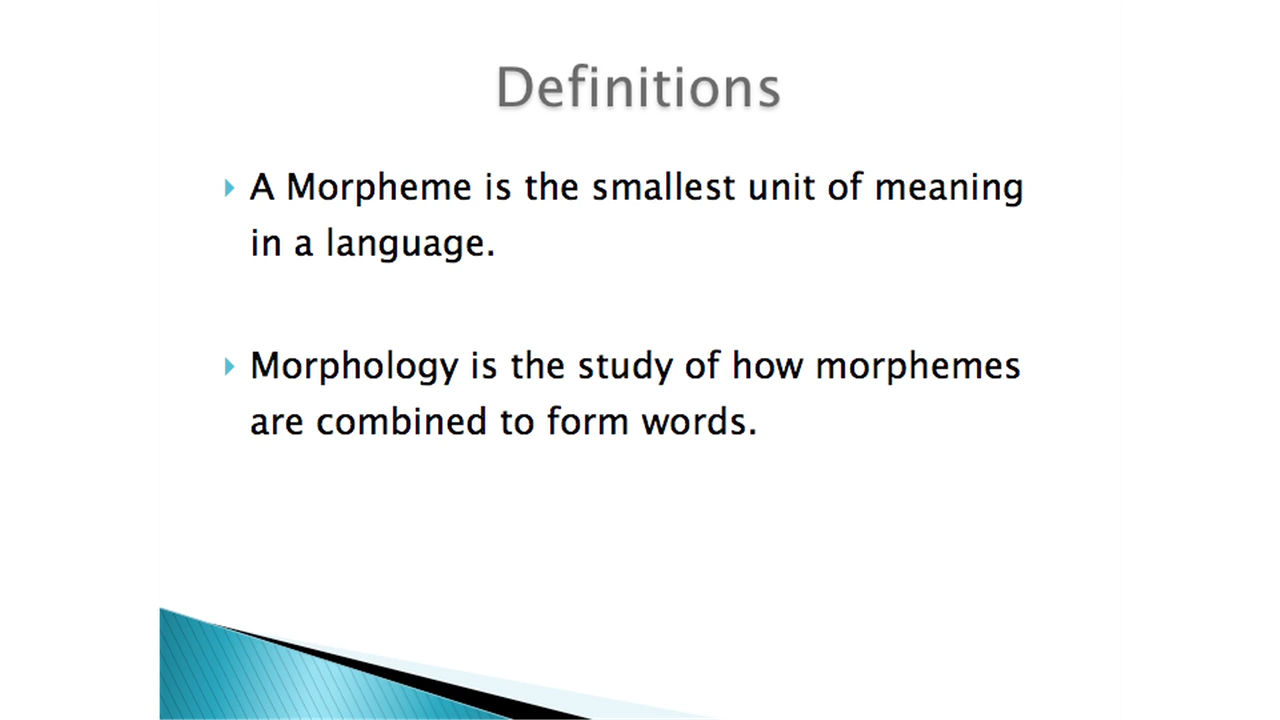 Definitions
A Morpheme is the smallest unit of meaning
in a language.
Morphology is the study of how morphemes
are combined to form words.